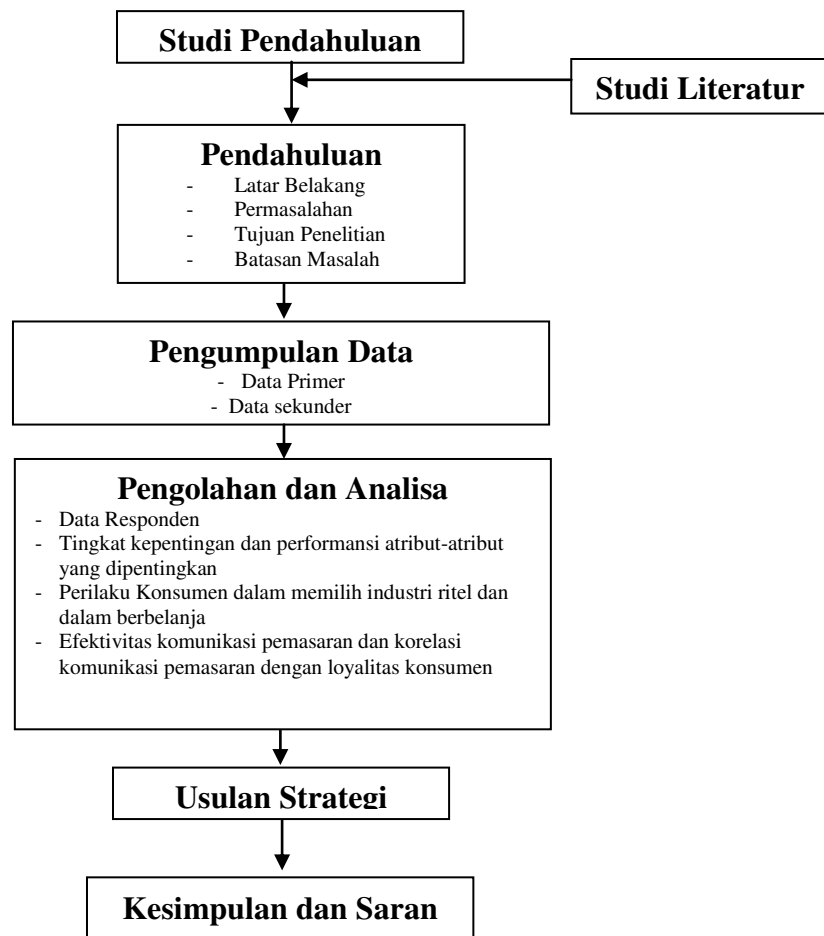 Studi Pendahuluan
Studi Literatur
Pendahuluan
- Latar Belakang
- Permasalahan
- Tujuan Penelitian
- Batasan Masalah
Pengumpulan Data
- Data Primer
- Data sekunder
Pengolahan dan Analisa
- Data Responden
- Tingkat kepentingan dan performansi atribut-atribut
yang dipentingkan
- Perilaku Konsumen dalam memilih industri ritel dan
dalam berbelanja
- Efektivitas komunikasi pemasaran dan korelasi
komunikasi pemasaran dengan loyalitas konsumen
Usulan Strategi
Kesimpulan dan Saran